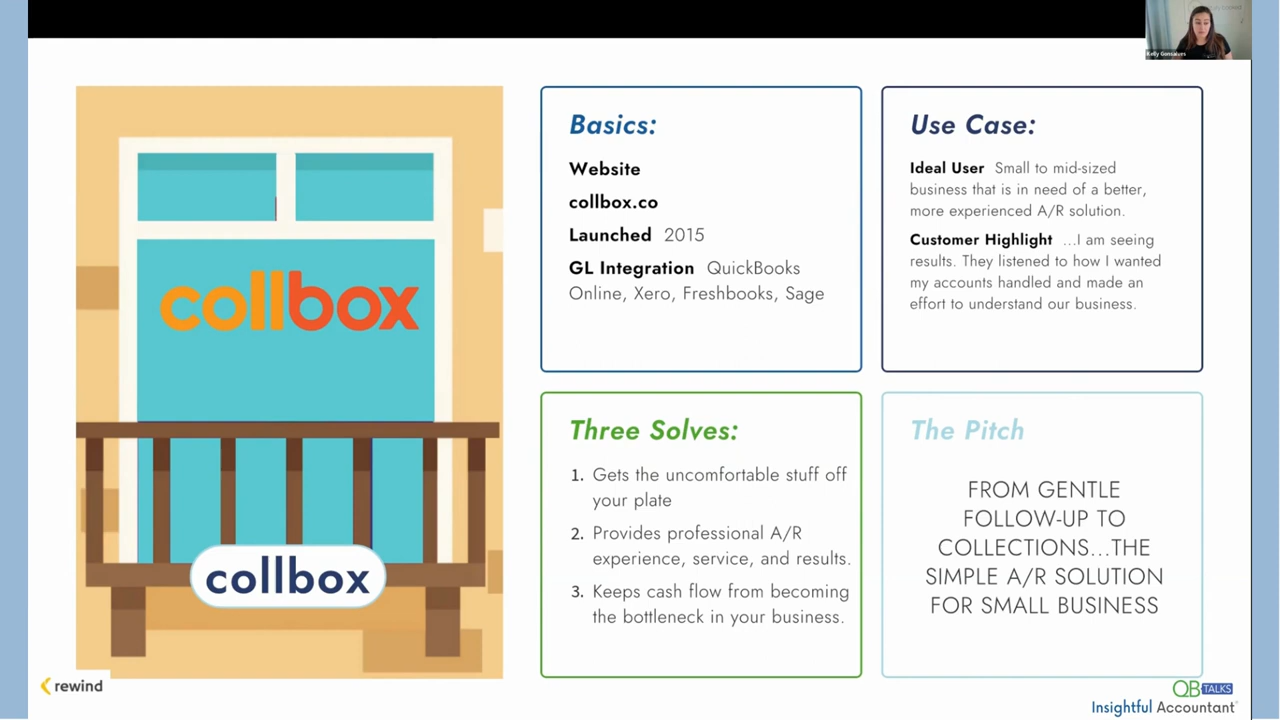 Kelly Gonsalves
collbox
collbox
Basics:
Website
collbox.co
Launched 2015
GL Integration QuickBooks
Online, Xero, Freshbooks, Sage
Use Case:
Ideal User Small to mid-sized
business that is in need of a better,
more experienced A/R solution.
Customer Highlight ...I am seeing
results. They listened to how I wanted
my accounts handled and made an
effort to understand our business.
Three Solves:
1. Gets the uncomfortable stuff off
your plate
2. Provides professional A/R
experience, service, and results.
3. Keeps cash flow from becoming
the bottleneck in your business.
The Pitch
FROM GENTLE
FOLLOW-UP TO
COLLECTIONS...THE
SIMPLE A/R SOLUTION
FOR SMALL BUSINESS
rewind
QB TALKS
Insightful Accountant